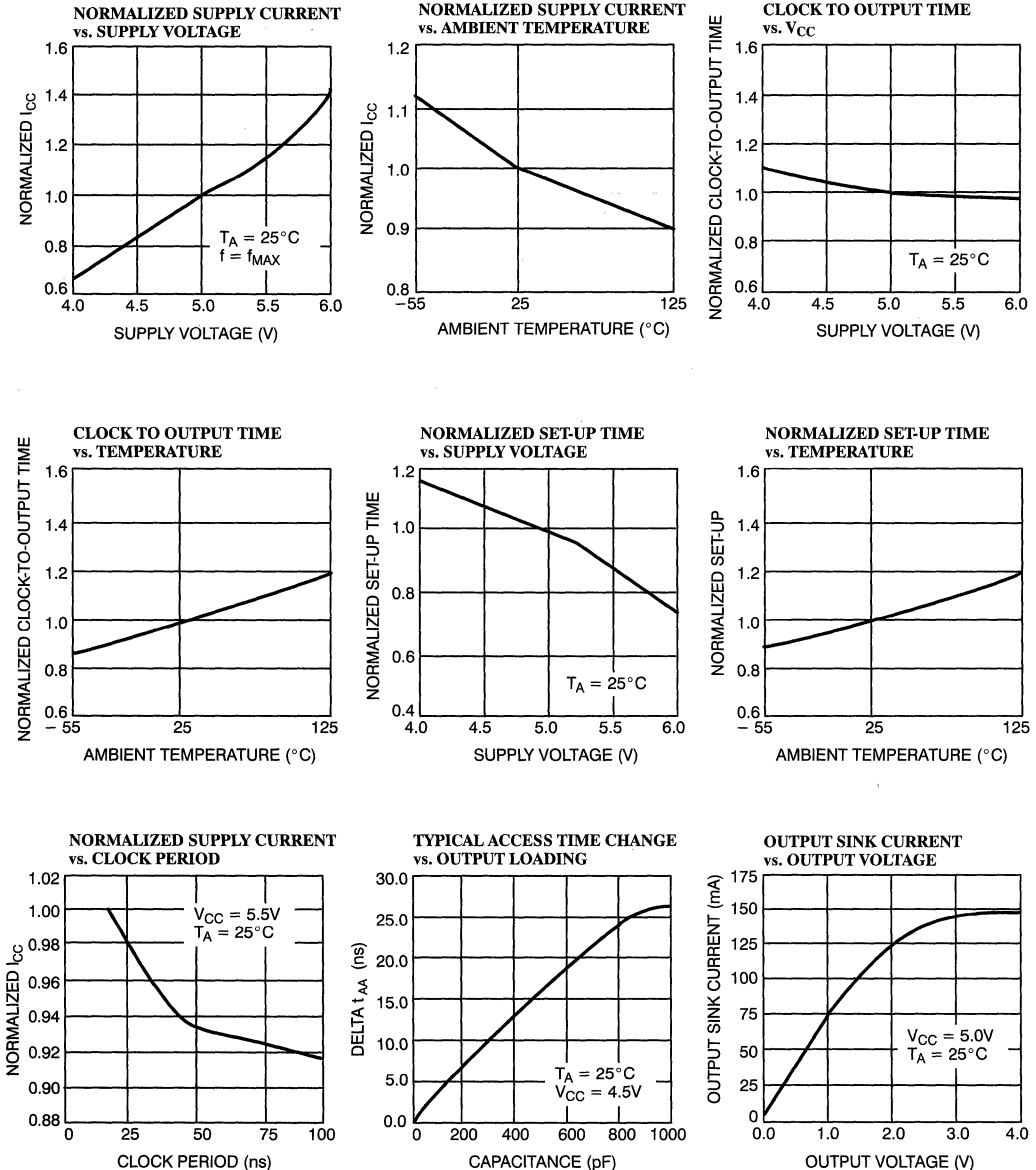 NORMALIZED SUPPLY CURRENT
vs. SUPPLY VOLTAGE
NORMALIZED ICC
1.6
1.4
1.2
1.0
0.8
0.6
TA = 25°C
f = fMAX
4.0 4.5 5.0 5.5 6.0
SUPPLY VOLTAGE (V)
NORMALIZED SUPPLY CURRENT
vs. AMBIENT TEMPERATURE
NORMALIZED ICC
1.2
1.1
1.0
0.9
0.8
−55 25 125
AMBIENT TEMPERATURE (°C)
CLOCK TO OUTPUT TIME
vs. VCC
NORMALIZED CLOCK-TO-OUTPUT TIME
1.6
1.4
1.2
1.0
0.8
0.6
TA = 25°C
4.0 4.5 5.0 5.5 6.0
SUPPLY VOLTAGE (V)
CLOCK TO OUTPUT TIME
vs. TEMPERATURE
NORMALIZED CLOCK-TO-OUTPUT TIME
1.6
1.4
1.2
1.0
0.8
0.6
−55 25 125
AMBIENT TEMPERATURE (°C)
NORMALIZED SET-UP TIME
vs. SUPPLY VOLTAGE
NORMALIZED SET-UP TIME
1.2
1.0
0.8
0.6
0.4
TA = 25°C
4.0 4.5 5.0 5.5 6.0
SUPPLY VOLTAGE (V)
NORMALIZED SET-UP TIME
vs. TEMPERATURE
NORMALIZED SET-UP
1.6
1.4
1.2
1.0
0.8
0.6
−55 25 125
AMBIENT TEMPERATURE (°C)
NORMALIZED SUPPLY CURRENT
vs. CLOCK PERIOD
NORMALIZED ICC
1.02
1.00
0.98
0.96
0.94
0.92
0.90
0.88
VCC = 5.5V
TA = 25°C
0 25 50 75 100
CLOCK PERIOD (ns)
TYPICAL ACCESS TIME CHANGE
vs. OUTPUT LOADING
DELTA tAA (ns)
30.0
25.0
20.0
15.0
10.0
5.0
0.0
TA = 25°C
VCC = 4.5V
0 200 400 600 800 1000
CAPACITANCE (pF)
OUTPUT SINK CURRENT
vs. OUTPUT VOLTAGE
OUTPUT SINK CURRENT (mA)
175
150
125
100
75
50
25
0
VCC = 5.0V
TA = 25°C
0.0 1.0 2.0 3.0 4.0
OUTPUT VOLTAGE (V)